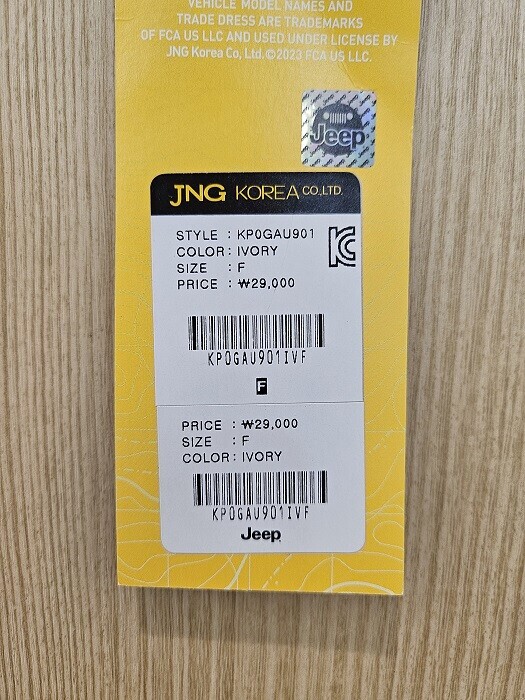 VEHICLE MODEL NAMES AND
TRADE DRESS ARE TRADEMARKS
OF FCA US LLC AND USED UNDER LICENSE BY
JNG Korea Co, Ltd.©2023 FCA US LLC.
Jeep
JNG KOREA CO.,LTD.
STYLE : KP0GAU901
COLOR : IVORY
SIZE : F
PRICE : ₩29,000
KP0GAU901IVF
F
PRICE : ₩29,000
SIZE : F
COLOR : IVORY
KP0GAU901IVF
Jeep